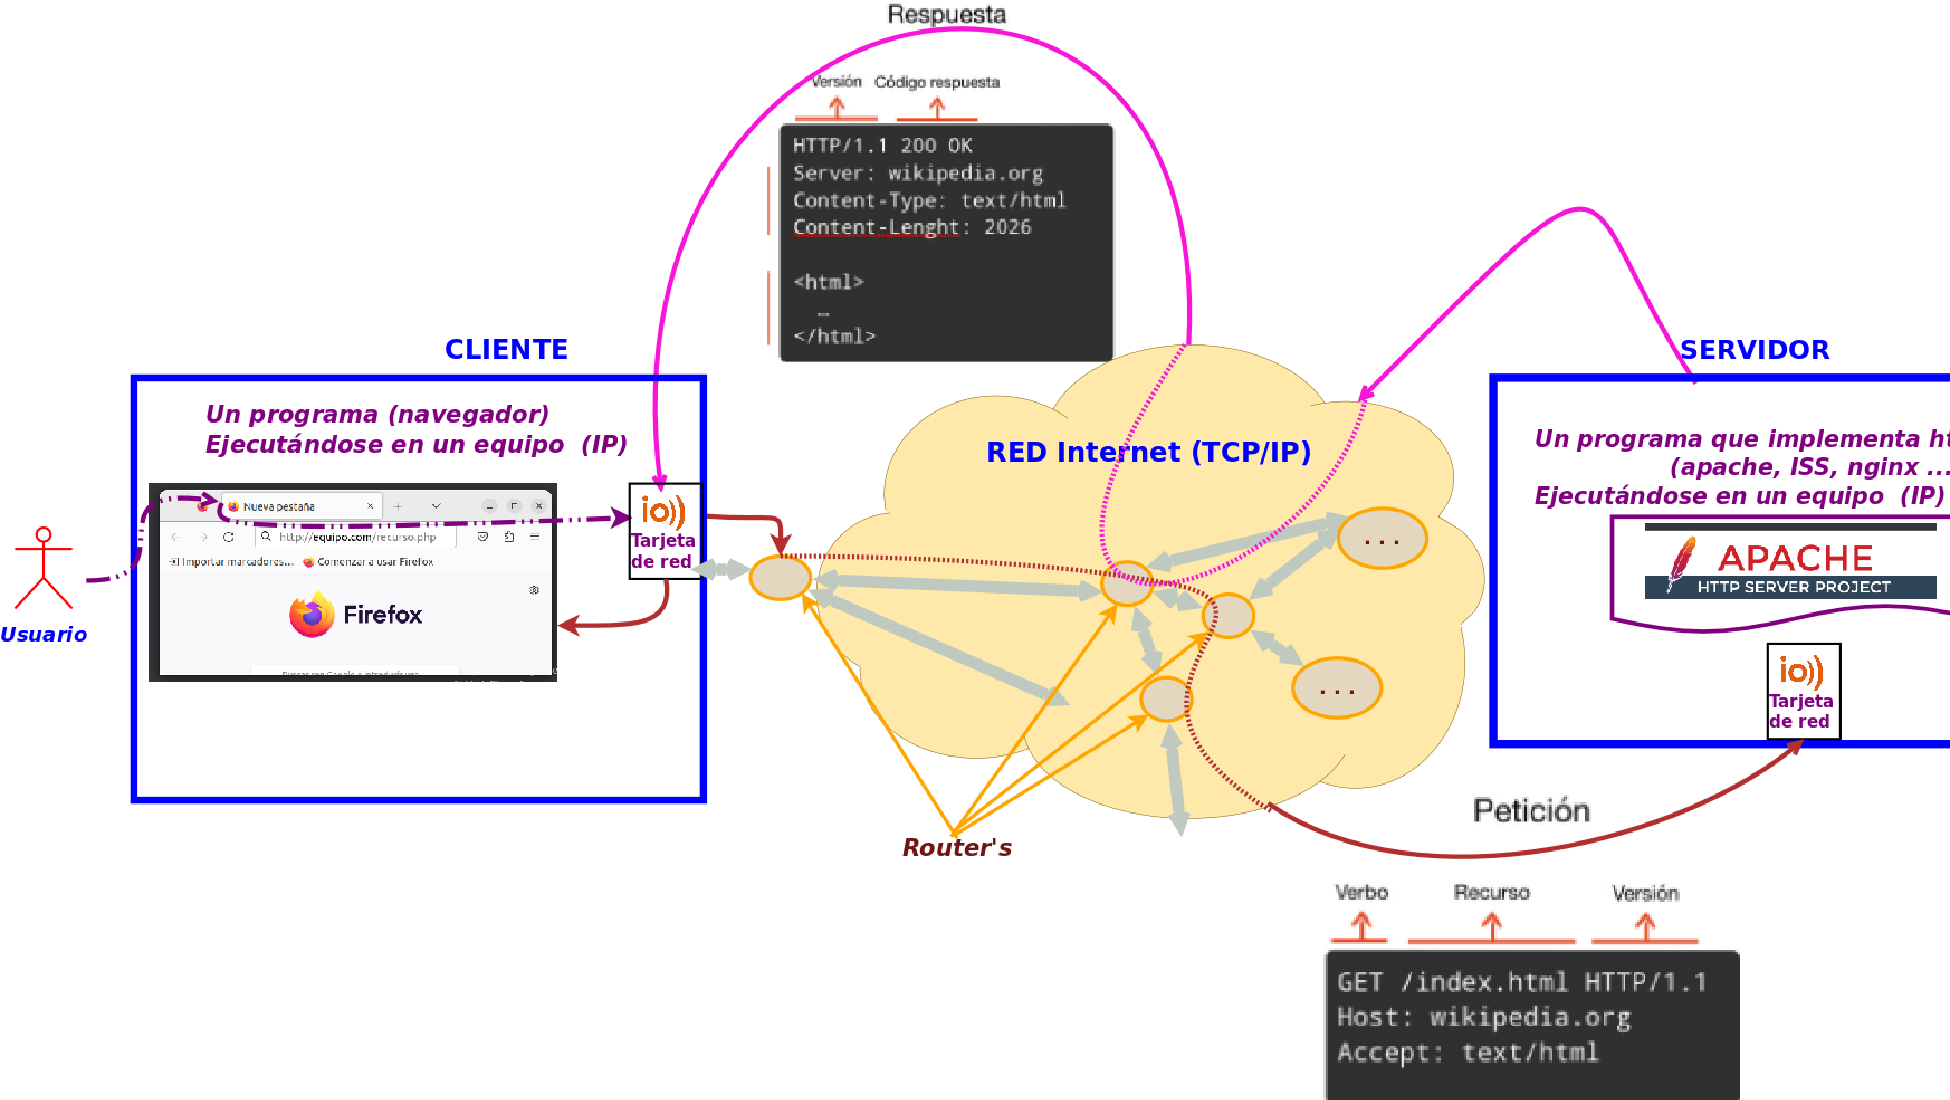 Respuesta
Versión Código respuesta
HTTP/1.1 200 OK
Server: wikipedia.org
Content-Type: text/html
Content-Lenght: 2026
<html>
…
</html>
CLIENTE
Un programa (navegador)
Ejecutándose en un equipo (IP)
Nueva pestaña
http://equipo.com/recurso.php
Importar marcadores... Comenzar a usar Firefox
Firefox
Usuario
io))
Tarjeta
de red
RED Internet (TCP/IP)
...
...
Router's
SERVIDOR
Un programa que implementa
(apache, ISS, nginx ...
Ejecutándose en un equipo (IP)
APACHE
HTTP SERVER PROJECT
io))
Tarjeta
de red
Petición
Verbo Recurso Versión
GET /index.html HTTP/1.1
Host: wikipedia.org
Accept: text/html